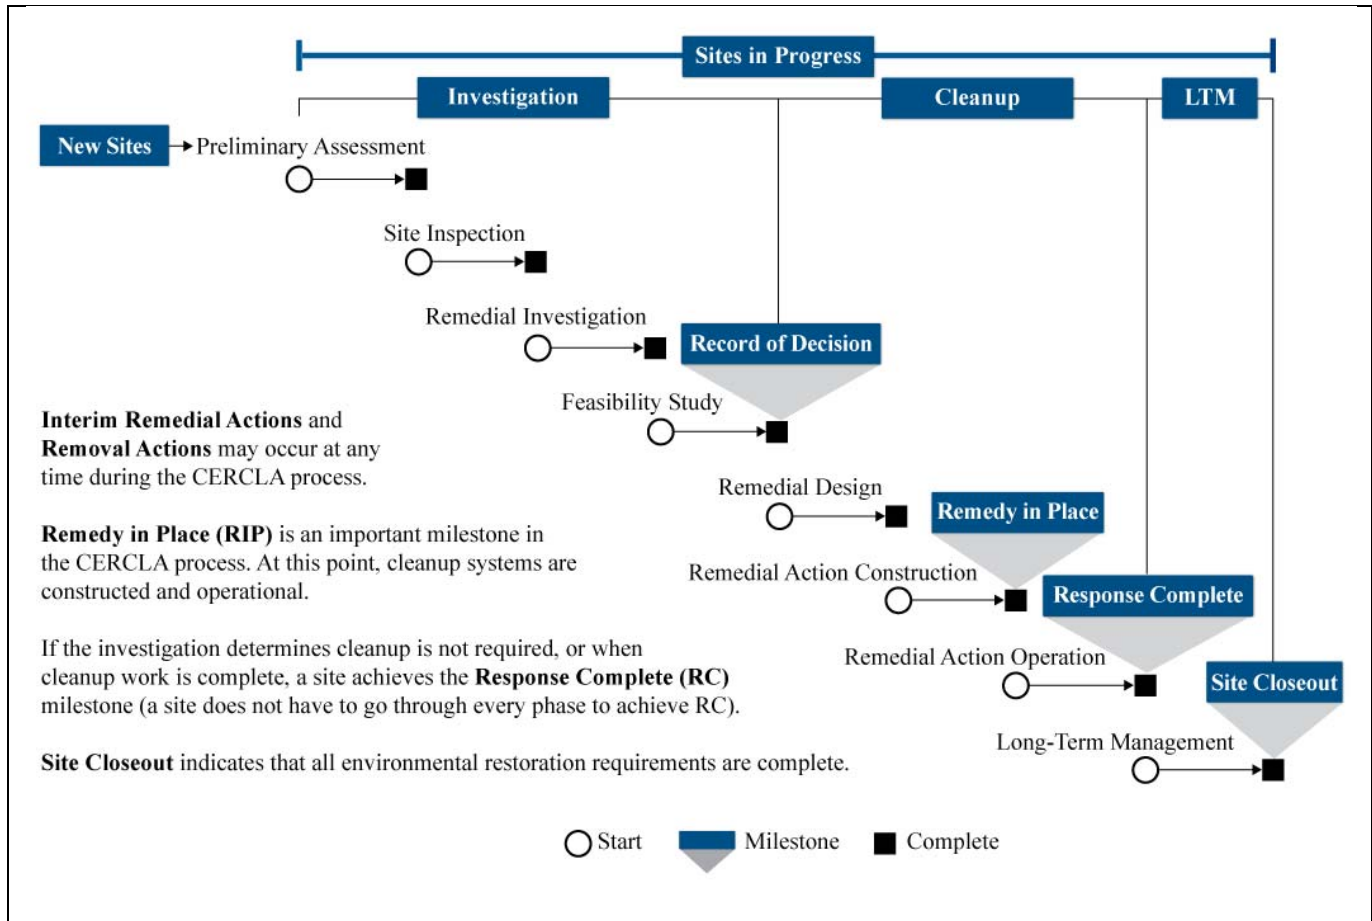 Sites in Progress
Investigation
Cleanup
LTM
New Sites
Preliminary Assessment
Site Inspection
Remedial Investigation
Record of Decision
Feasibility Study
Interim Remedial Actions and
Removal Actions may occur at any
time during the CERCLA process.
Remedial Design
Remedy in Place
Remedy in Place (RIP) is an important milestone in
the CERCLA process. At this point, cleanup systems are
constructed and operational.
Remedial Action Construction
Response Complete
If the investigation determines cleanup is not required, or when
cleanup work is complete, a site achieves the Response Complete (RC)
milestone (a site does not have to go through every phase to achieve RC).
Remedial Action Operation
Site Closeout
Long-Term Management
Site Closeout indicates that all environmental restoration requirements are complete.
Start
Milestone
Complete